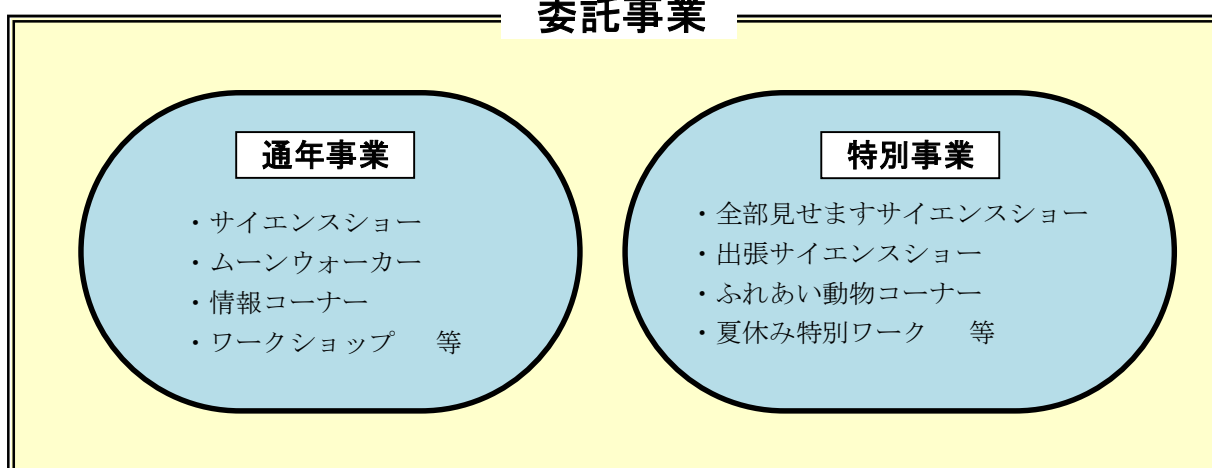 委託事業
通年事業
・サイエンスショー
・ムーンウォーカー
・情報コーナー
・ワークショップ　等
特別事業
・全部見せますサイエンスショー
・出張サイエンスショー
・ふれあい動物コーナー
・夏休み特別ワーク　等